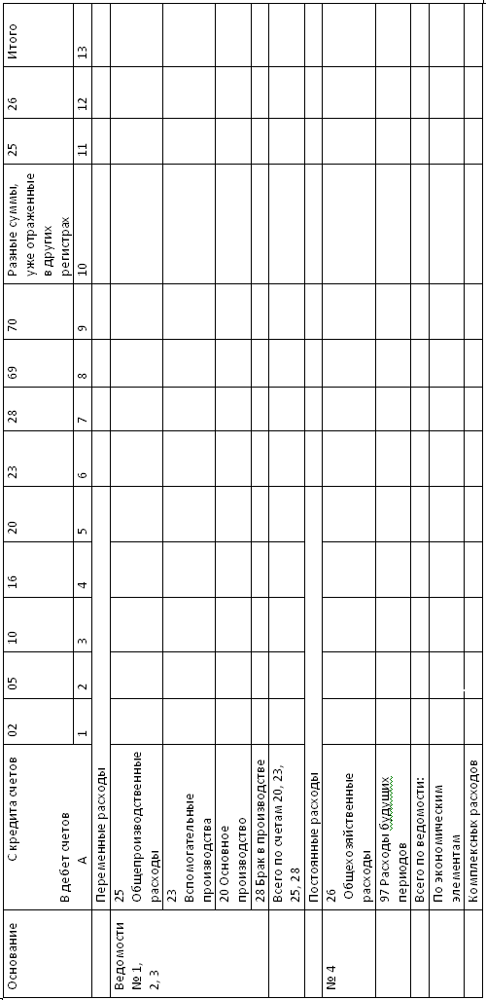 Основание
С кредита счетов
В дебет счетов
02
05
10
16
20
23
28
69
70
Разные суммы,
уже отраженные
в других
регистрах
25
26
Итого
А
1
2
3
4
5
6
7
8
9
10
11
12
13
Переменные расходы
Ведомости
№ 1,
2, 3
25
Общепроизводственные
расходы
23
Вспомогательные
производства
20 Основное
производство
28 Брак в производстве
Всего по счетам 20, 23,
25, 28
Постоянные расходы
№ 4
26
Общехозяйственные
расходы
97 Расходы будущих
периодов
Всего по ведомости:
По экономическим
элементам
Комплексных расходов